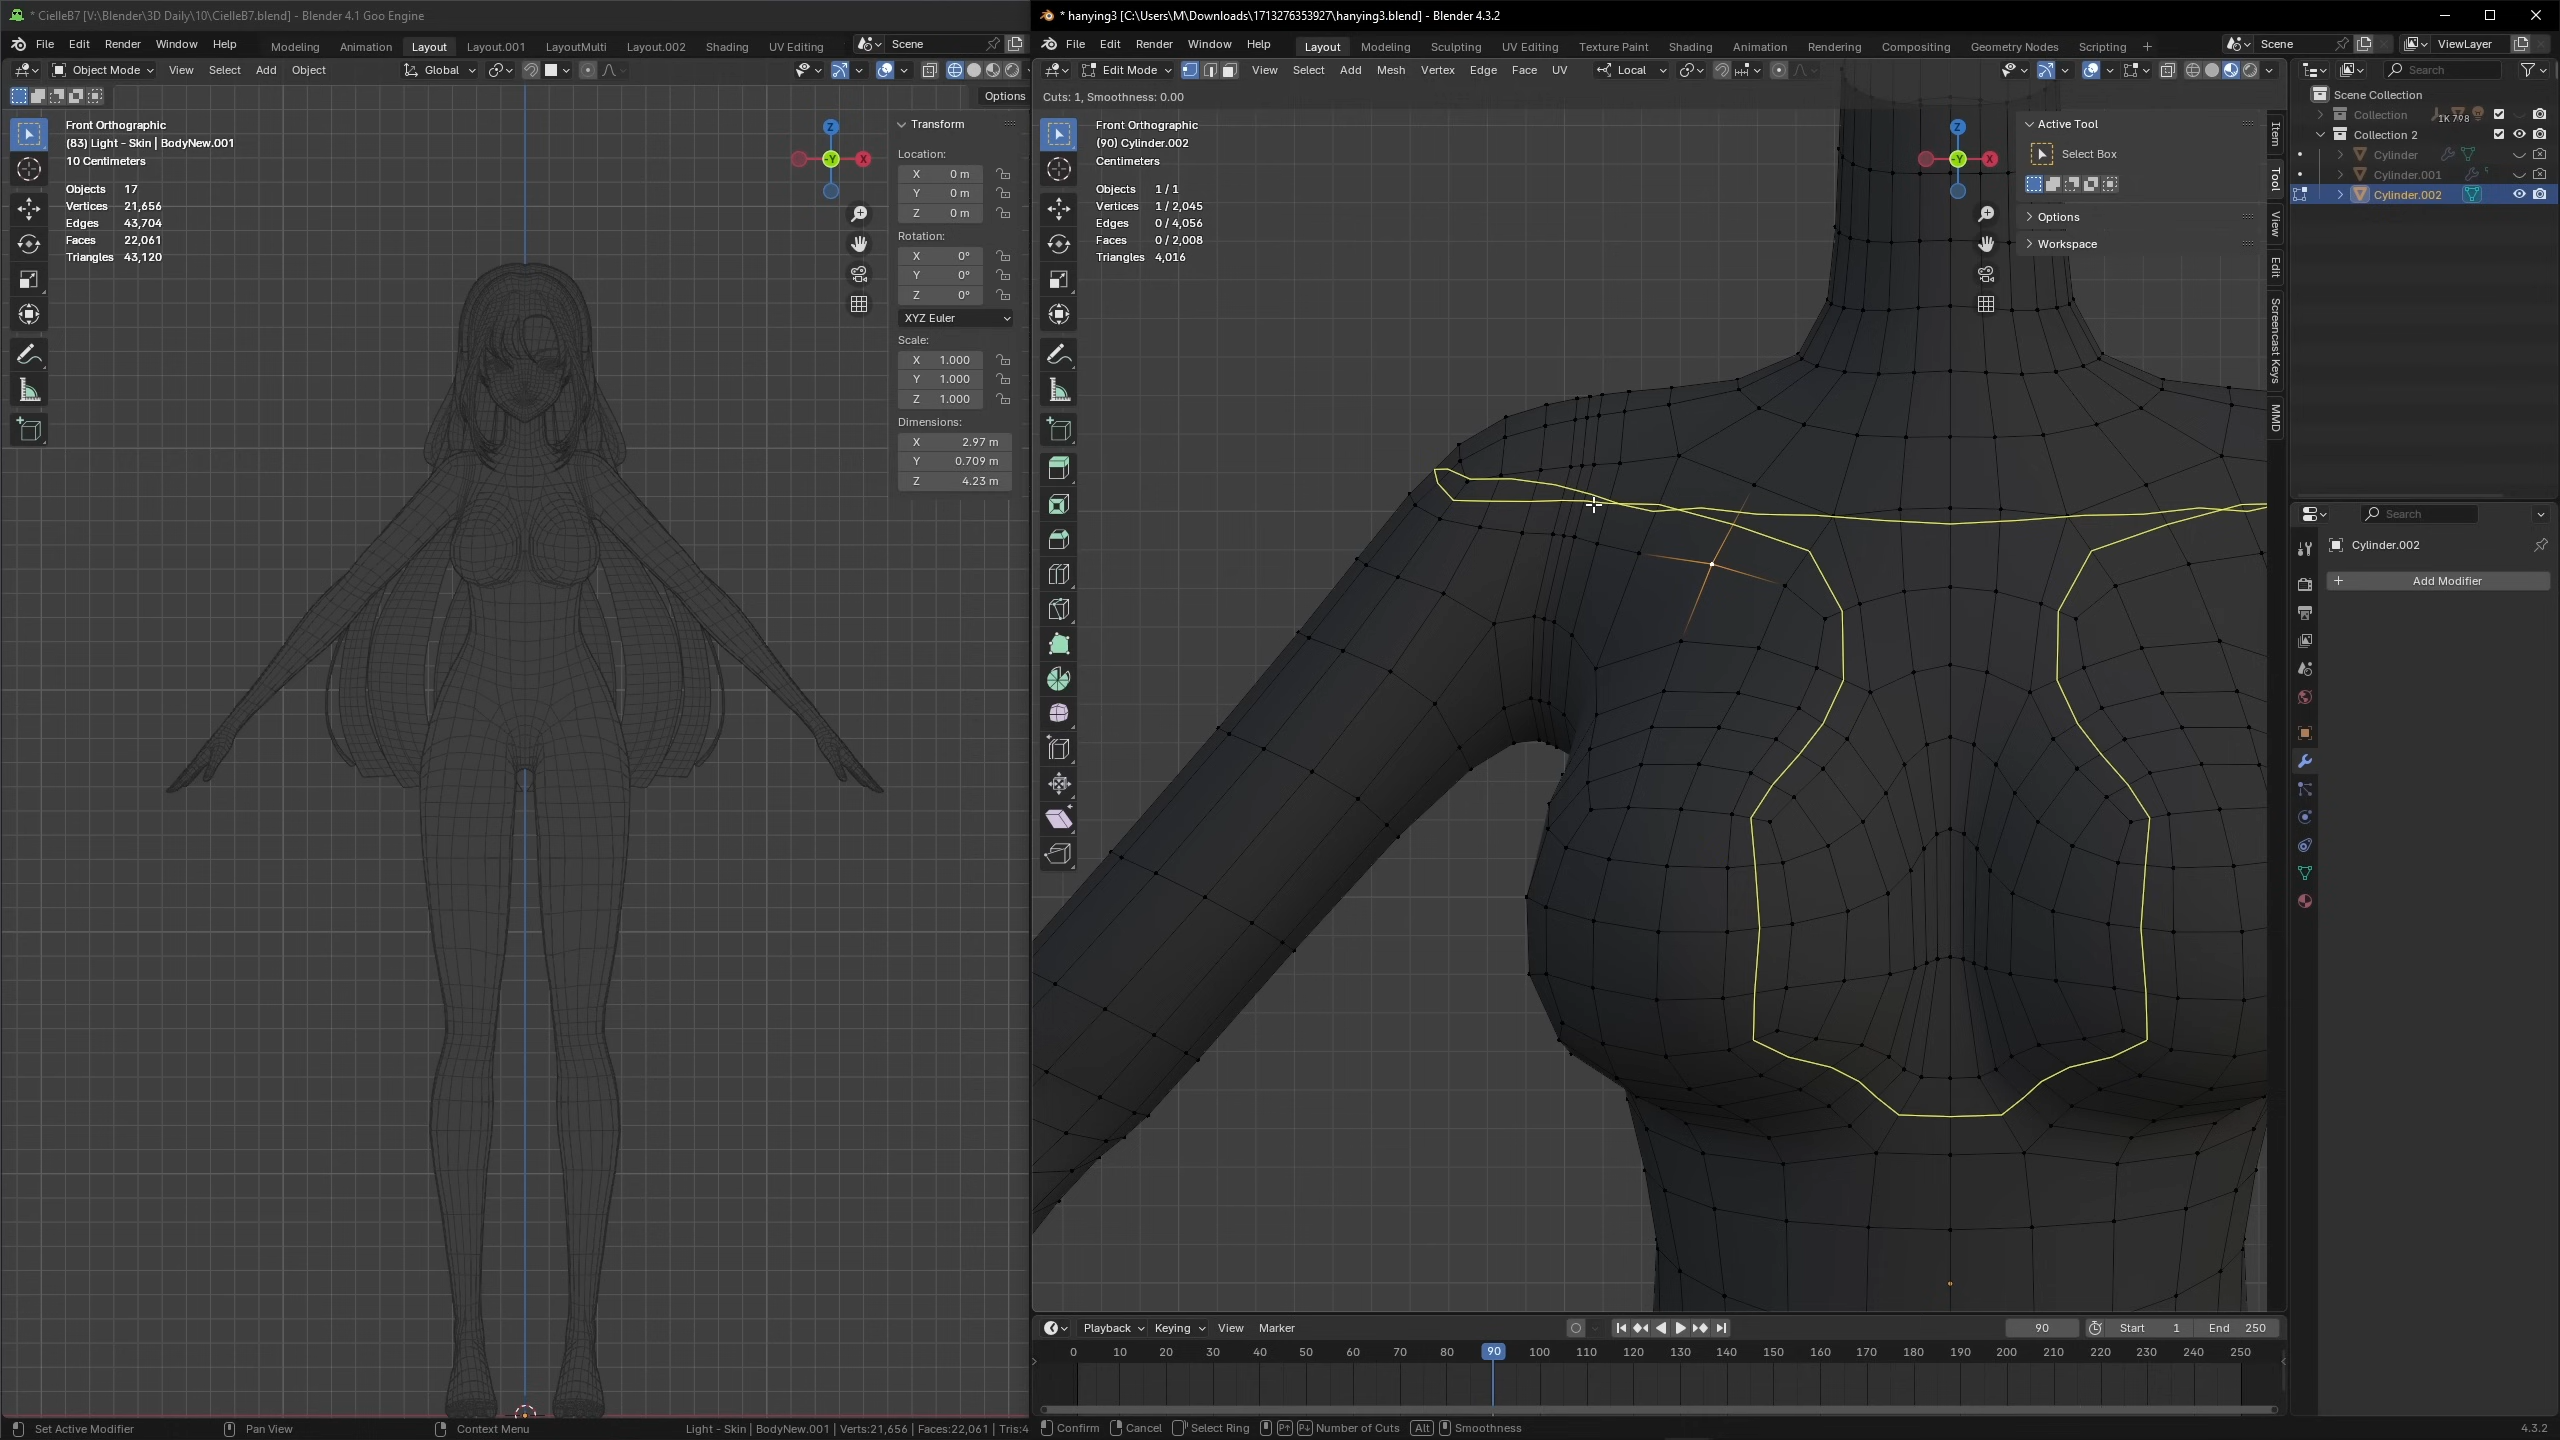 * CielleB7 [V:\Blender\3D Daily\10\CielleB7.blend] - Blender 4.1 Goo Engine
File Edit Render Window Help Modeling Animation Layout Layout.001 LayoutMulti Layout.002 Shading UV Editing Scene
Object Mode View Select Add Object Global
Options
Front Orthographic
(83) Light - Skin | BodyNew.001
10 Centimeters
Objects 17
Vertices 21,656
Edges 43,704
Faces 22,061
Triangles 43,120
Z
-Y
X
Transform
Location:
X 0 m
Y 0 m
Z 0 m
Rotation:
X 0°
Y 0°
Z 0°
XYZ Euler
Scale:
X 1.000
Y 1.000
Z 1.000
Dimensions:
X 2.97 m
Y 0.709 m
Z 4.23 m
Set Active Modifier Pan View Context Menu Light - Skin | BodyNew.001 | Verts:21,656 | Faces:22,061 | Tris:4
* hanying3 [C:\Users\M\Downloads\1713276353927\hanying3.blend] - Blender 4.3.2
File Edit Render Window Help Layout Modeling Sculpting UV Editing Texture Paint Shading Animation Rendering Compositing Geometry Nodes Scripting + Scene ViewLayer
Edit Mode View Select Add Mesh Vertex Edge Face UV Local
Cuts: 1, Smoothness: 0.00
Front Orthographic
(90) Cylinder.002
Centimeters
Objects 1 / 1
Vertices 1 / 2,045
Edges 0 / 4,056
Faces 0 / 2,008
Triangles 4,016
Z
-Y
X
Active Tool
Select Box
Options
Workspace
Item
Tool
View
Edit
Screencast Keys
MMD
Search
Scene Collection
Collection 1K 798
Collection 2
Cylinder
Cylinder.001
Cylinder.002
Search
Cylinder.002
+ Add Modifier
Playback Keying View Marker 90 Start 1 End 250
0 10 20 30 40 50 60 70 80 90 100 110 120 130 140 150 160 170 180 190 200 210 220 230 240 250
Confirm Cancel Select Ring Number of Cuts Alt Smoothness 4.3.2